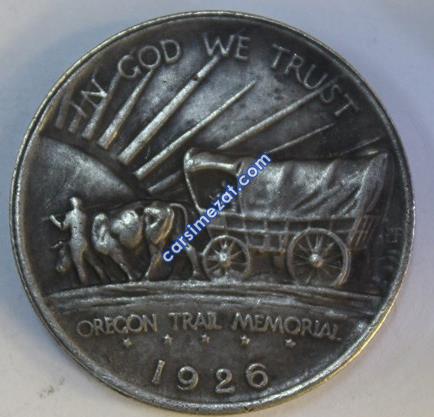 IN GOD WE TRUST
carsimezat.com
OREGON TRAIL MEMORIAL
1926